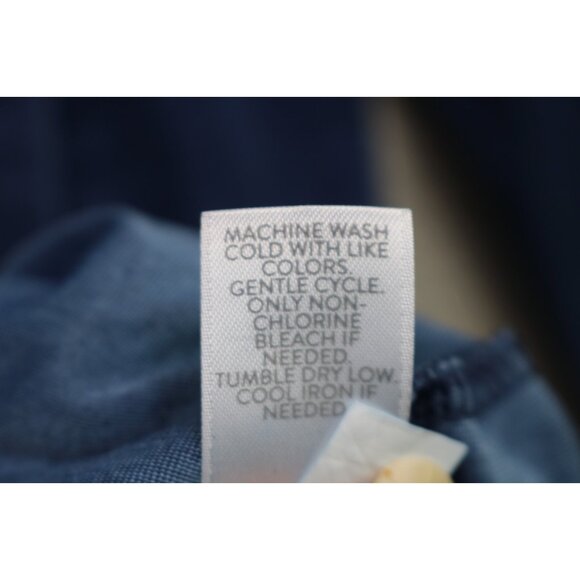 MACHINE WASH
COLD WITH LIKE
COLORS.
GENTLE CYCLE.
ONLY NON-
CHLORINE
BLEACH IF
NEEDED.
TUMBLE DRY LOW.
COOL IRON IF
NEEDED